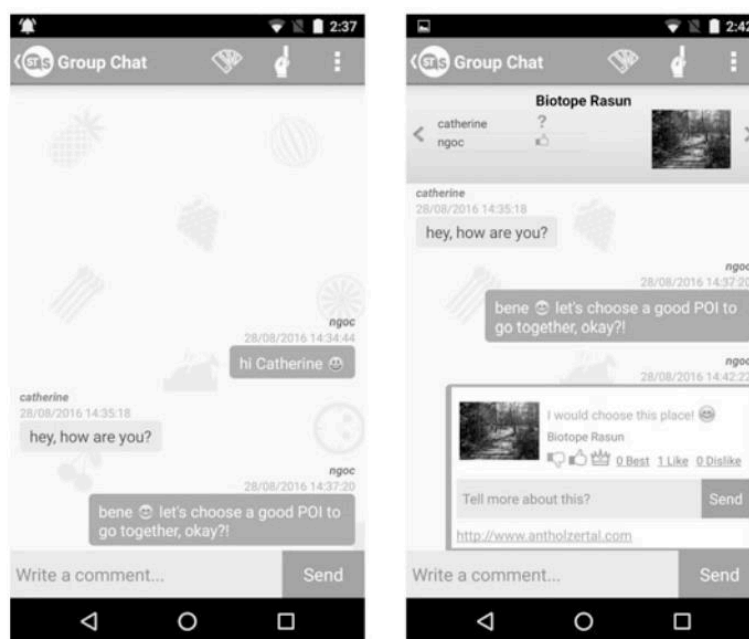 2:37
STS Group Chat
ngoc
28/08/2016 14:34:44
hi Catherine 😀
catherine
28/08/2016 14:35:18
hey, how are you?
ngoc
28/08/2016 14:37:20
bene 😊 let's choose a good POI to
go together, okay?!
Write a comment...
Send
2:42
STS Group Chat
Biotope Rasun
catherine ?
ngoc
catherine
28/08/2016 14:35:18
hey, how are you?
ngoc
28/08/2016 14:37:20
bene 😊 let's choose a good POI to
go together, okay?!
ngoc
28/08/2016 14:42:22
I would choose this place! 😀
Biotope Rasun
0 Best 1 Like 0 Dislike
Tell more about this?
Send
http://www.antholzertal.com
Write a comment...
Send